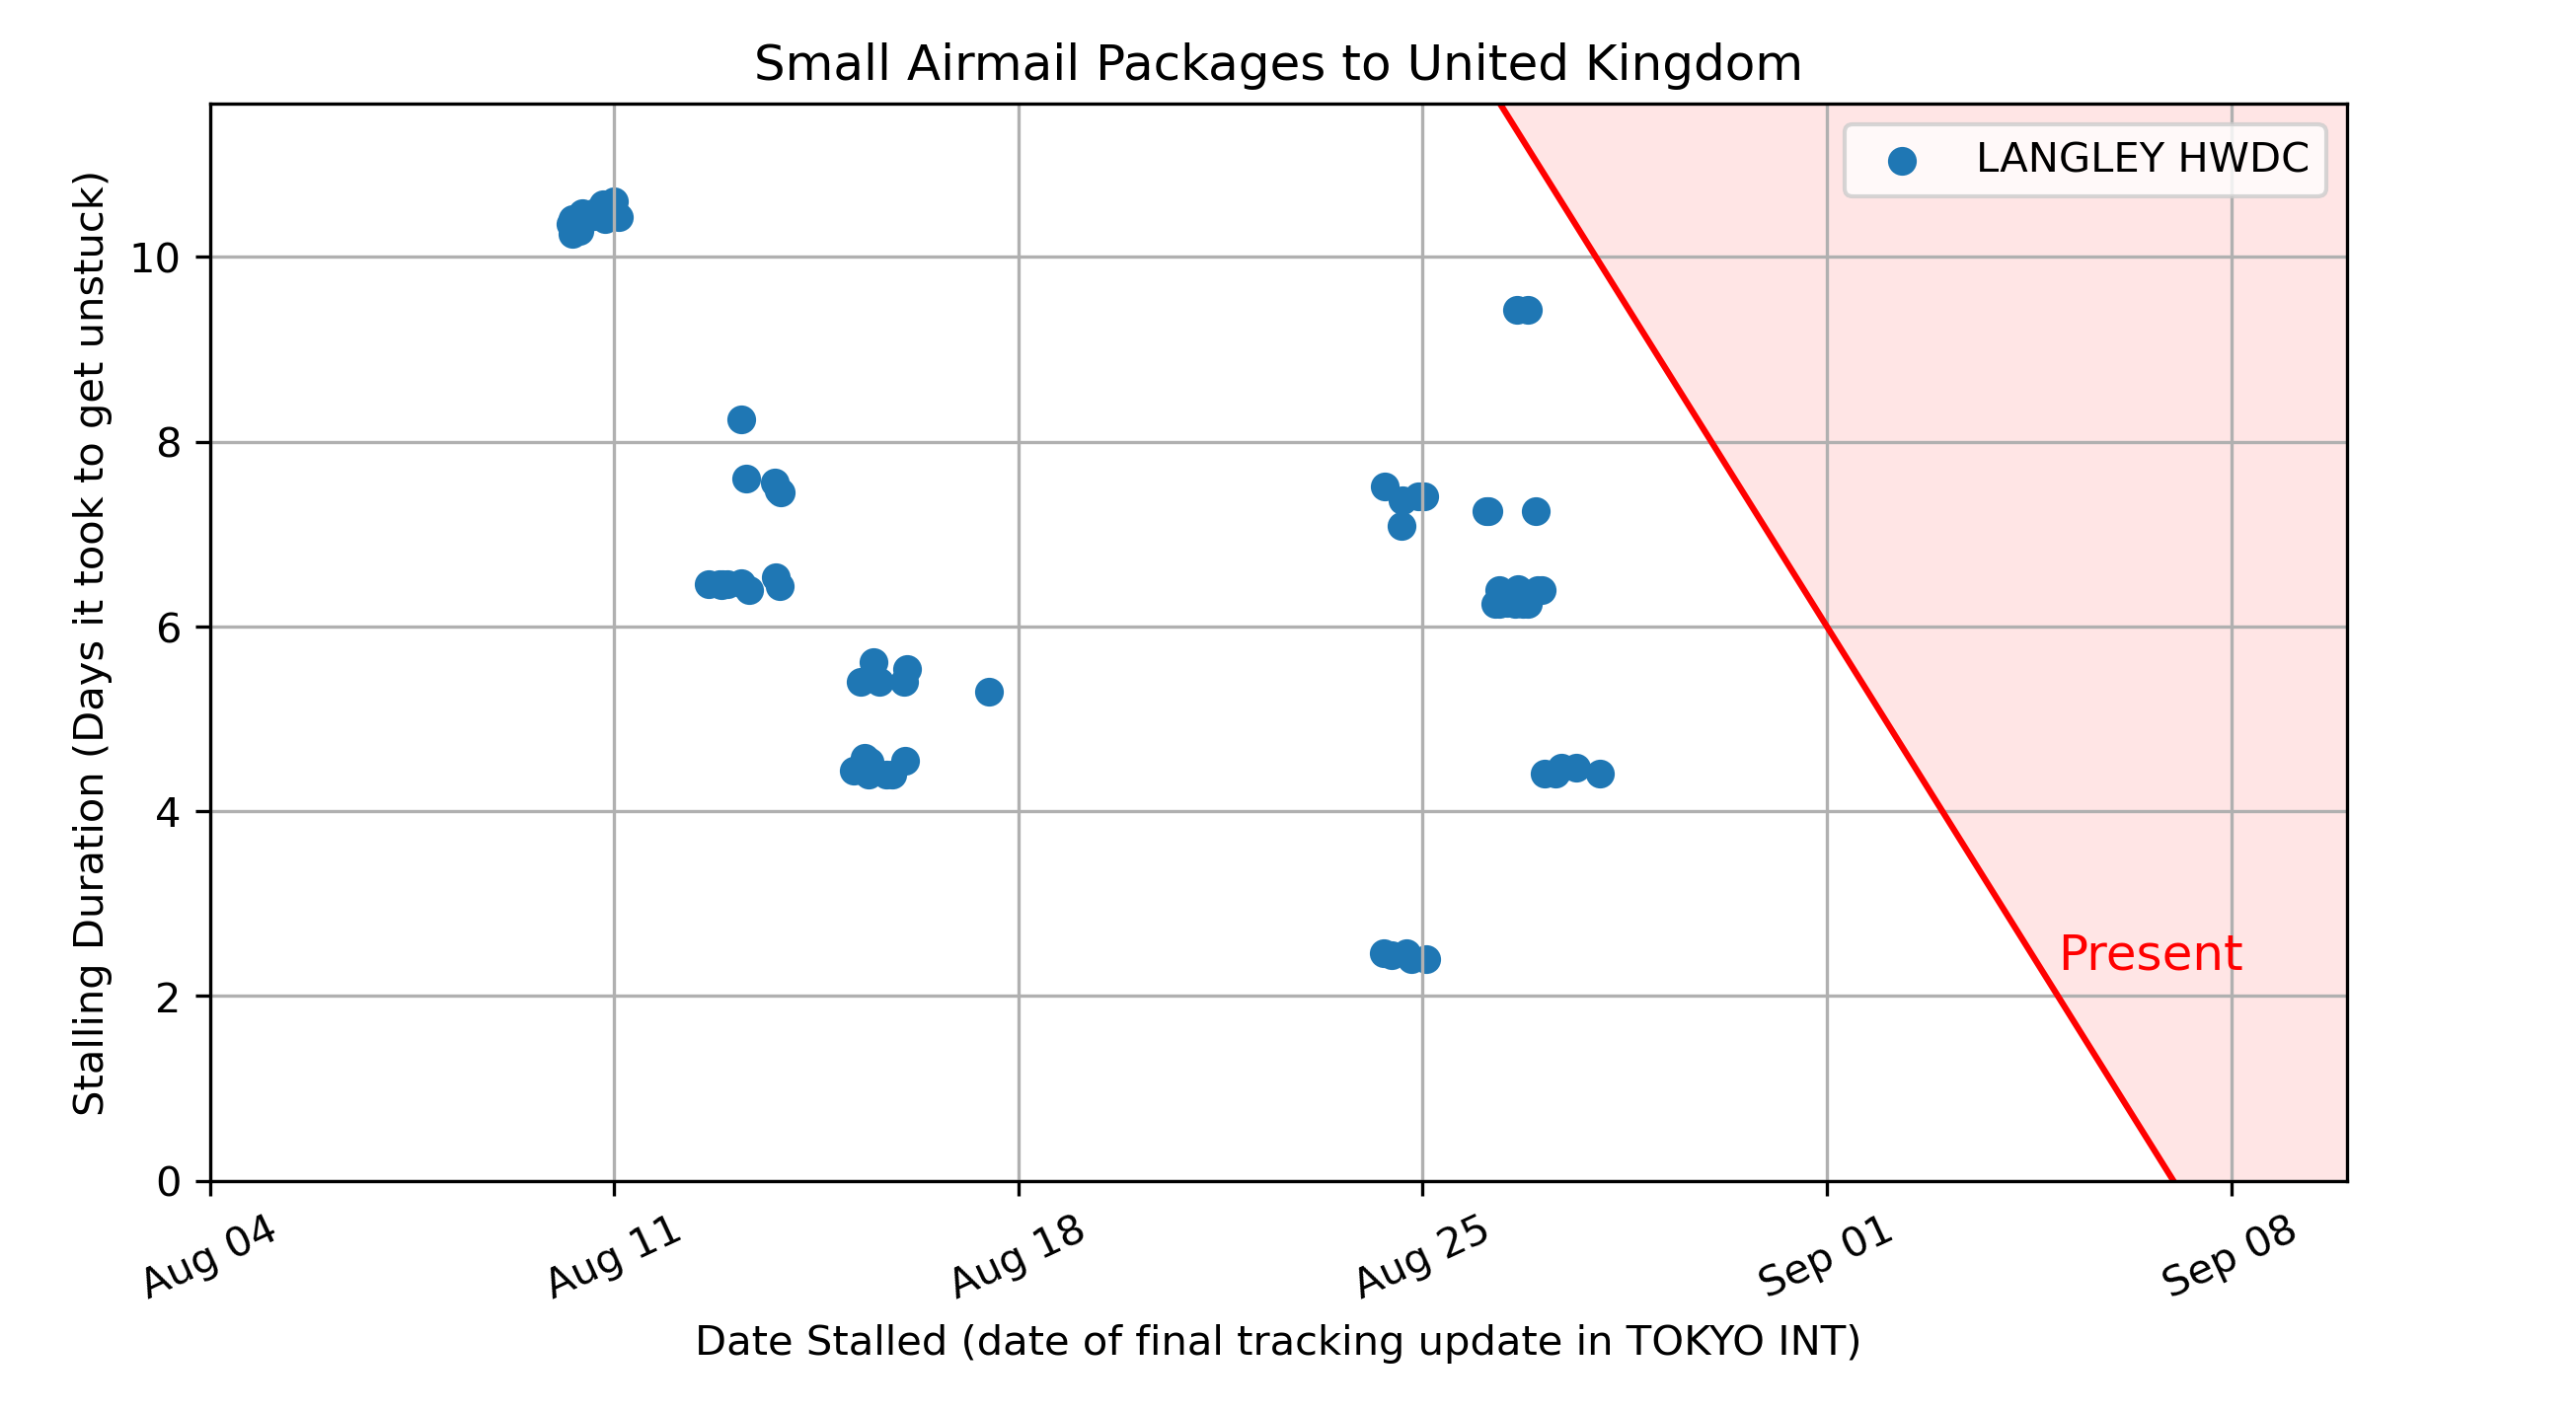 Small Airmail Packages to United Kingdom
LANGLEY HWDC
Stalling Duration (Days it took to get unstuck)
10
8
6
4
2
0
Present
Aug 04
Aug 11
Aug 18
Aug 25
Sep 01
Sep 08
Date Stalled (date of final tracking update in TOKYO INT)